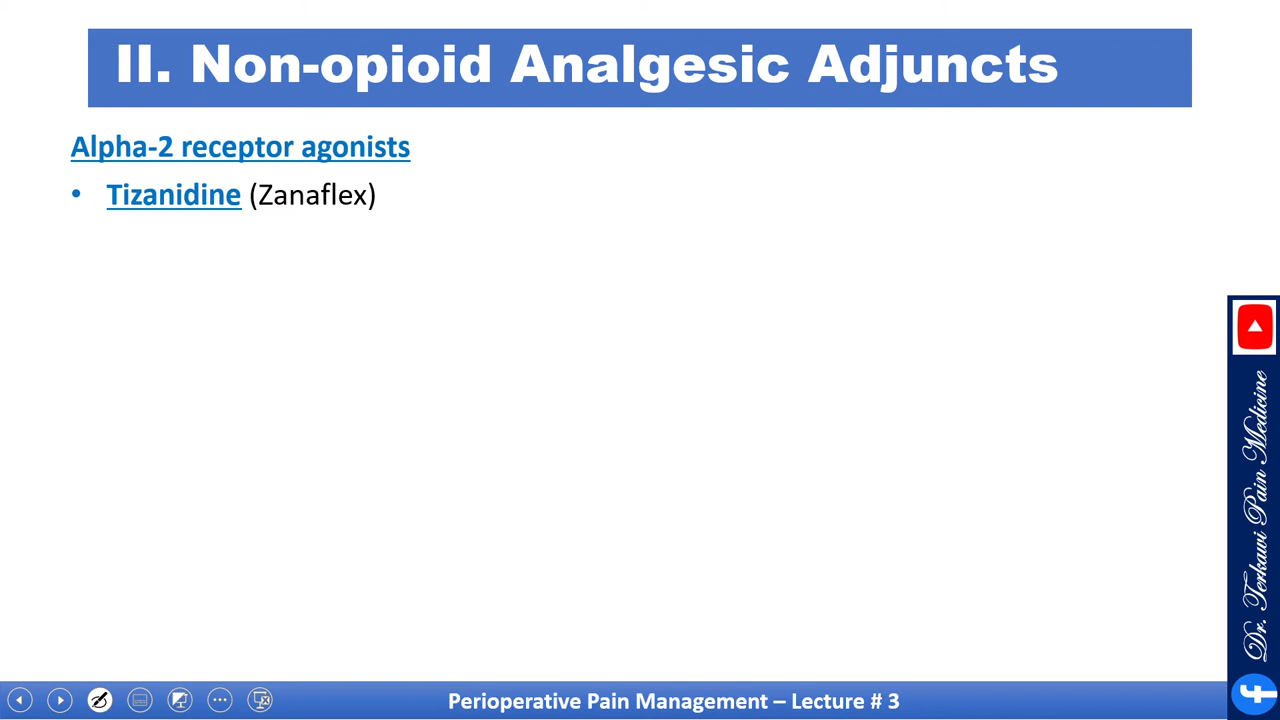 II. Non-opioid Analgesic Adjuncts
Alpha-2 receptor agonists
• Tizanidine (Zanaflex)
Dr. Terkawi Pain Medicine
Perioperative Pain Management – Lecture # 3